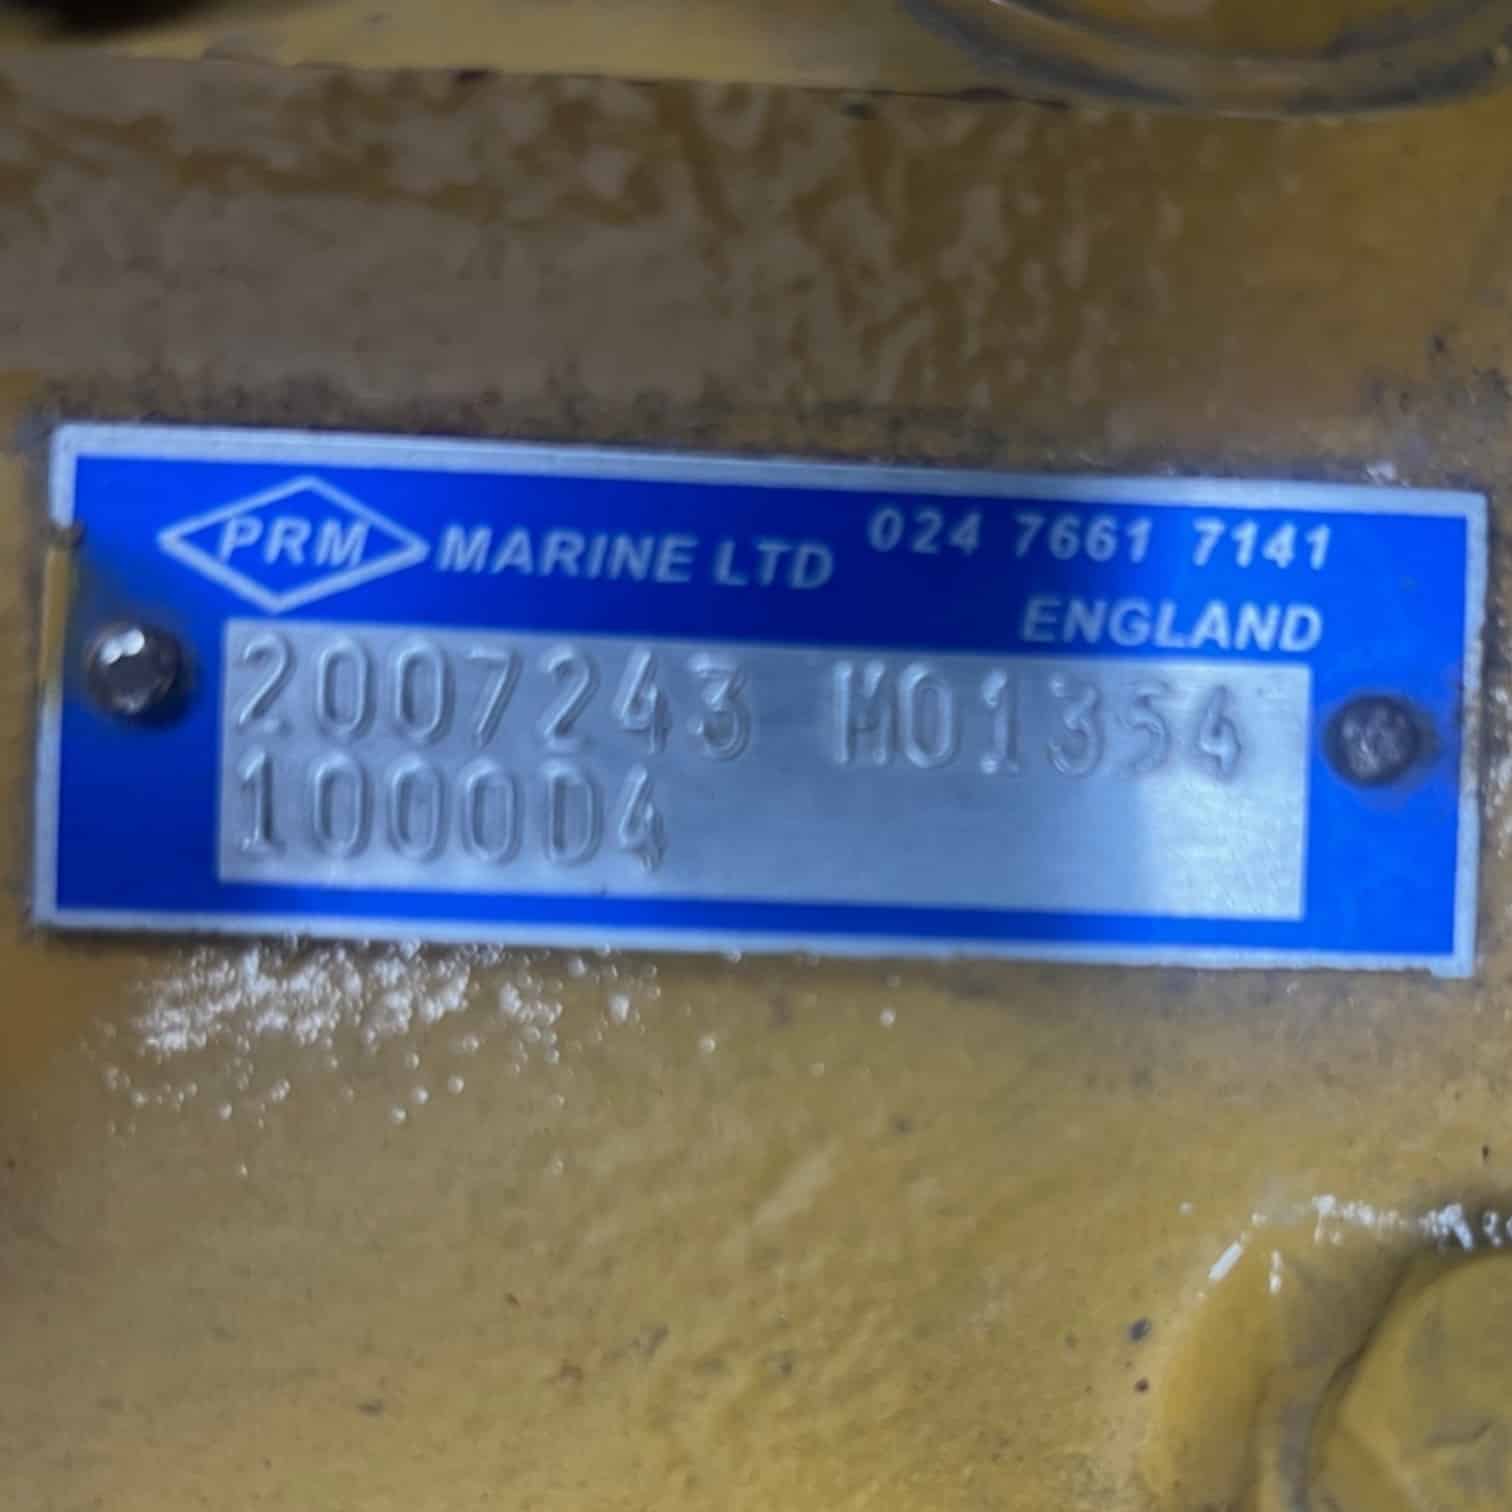 PRM MARINE LTD 024 7661 7141
ENGLAND
2007243 M01354
100004